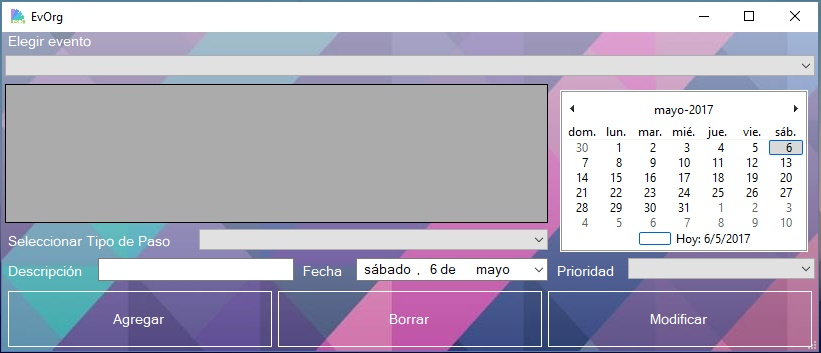 EvOrg
Elegir evento
mayo-2017
dom. lun. mar. mié. jue. vie. sáb.
30 1 2 3 4 5 6
7 8 9 10 11 12 13
14 15 16 17 18 19 20
21 22 23 24 25 26 27
28 29 30 31 1 2 3
4 5 6 7 8 9 10
Hoy: 6/5/2017
Seleccionar Tipo de Paso
Descripción Fecha sábado , 6 de mayo Prioridad
Agregar Borrar Modificar